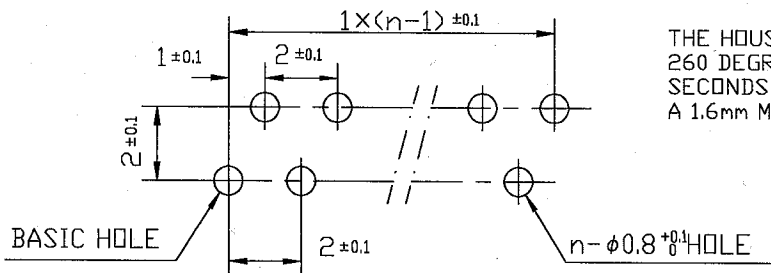 1×(n-1) ±0.1
1 ±0.1
2 ±0.1
2 ±0.1
BASIC HOLE
2 ±0.1
n-ϕ0.8 +0.1 0 HOLE
THE HOUS
260 DEGR
SECONDS
A 1.6mm M